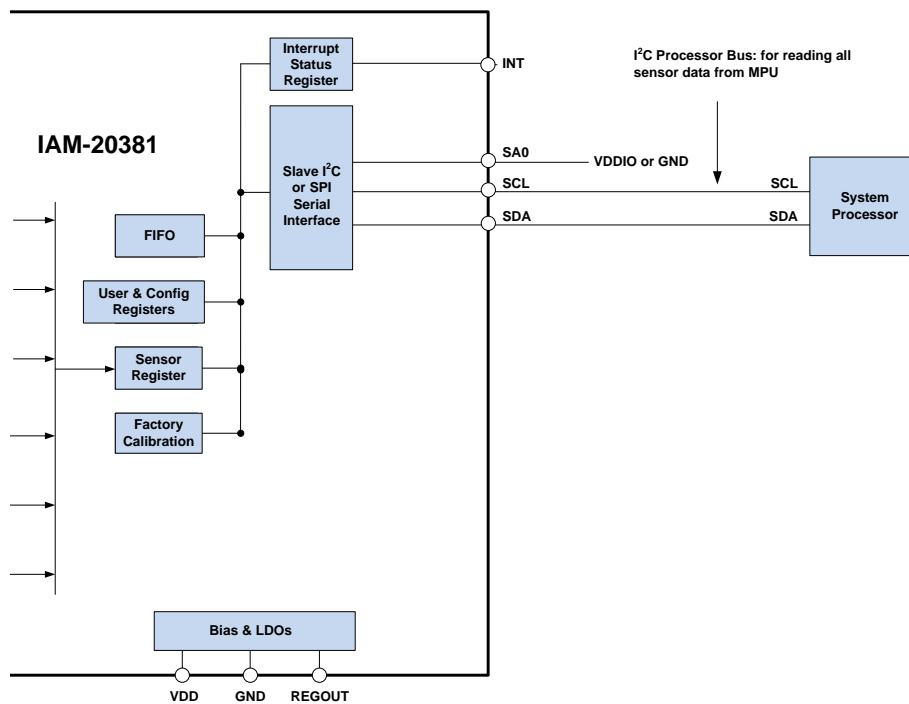 Interrupt
Status
Register
INT
I²C Processor Bus: for reading all
sensor data from MPU
IAM-20381
Slave I²C
or SPI
Serial
Interface
SA0
VDDIO or GND
SCL
SCL
SDA
SDA
System
Processor
FIFO
User & Config
Registers
Sensor
Register
Factory
Calibration
Bias & LDOs
VDD
GND
REGOUT